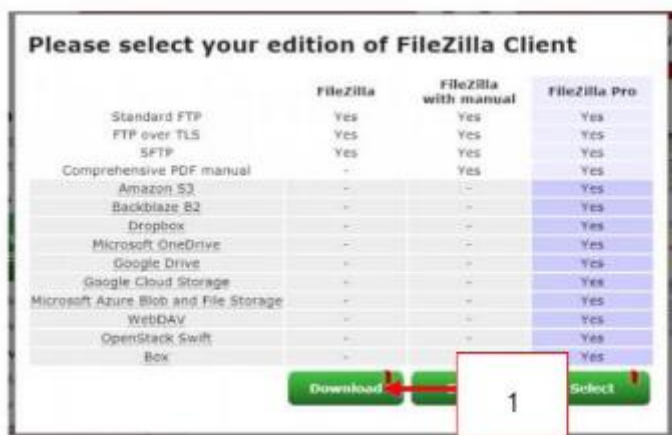 Please select your edition of FileZilla Client
FileZilla FileZilla with manual FileZilla Pro
Standard FTP Yes Yes Yes
FTP over TLS Yes Yes Yes
SFTP Yes Yes Yes
Comprehensive PDF manual - Yes Yes
Amazon S3 - - Yes
Backblaze B2 - - Yes
Dropbox - - Yes
Microsoft OneDrive - - Yes
Google Drive - - Yes
Google Cloud Storage - - Yes
Microsoft Azure Blob and File Storage - - Yes
WebDAV - - Yes
OpenStack Swift - - Yes
Box - Yes
Download 1 Select